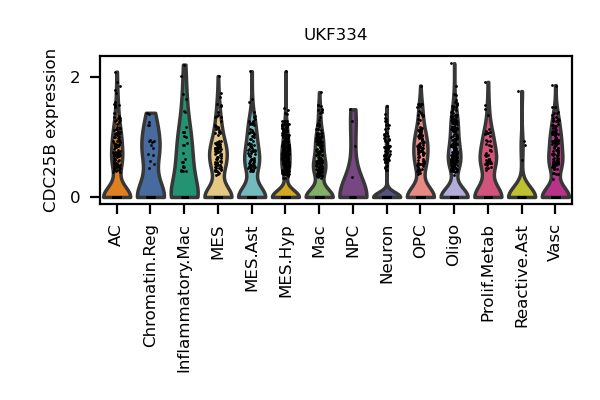 UKF334
CDC25B expression
2
0
AC
Chromatin.Reg
Inflammatory.Mac
MES
MES.Ast
MES.Hyp
Mac
NPC
Neuron
OPC
Oligo
Prolif.Metab
Reactive.Ast
Vasc